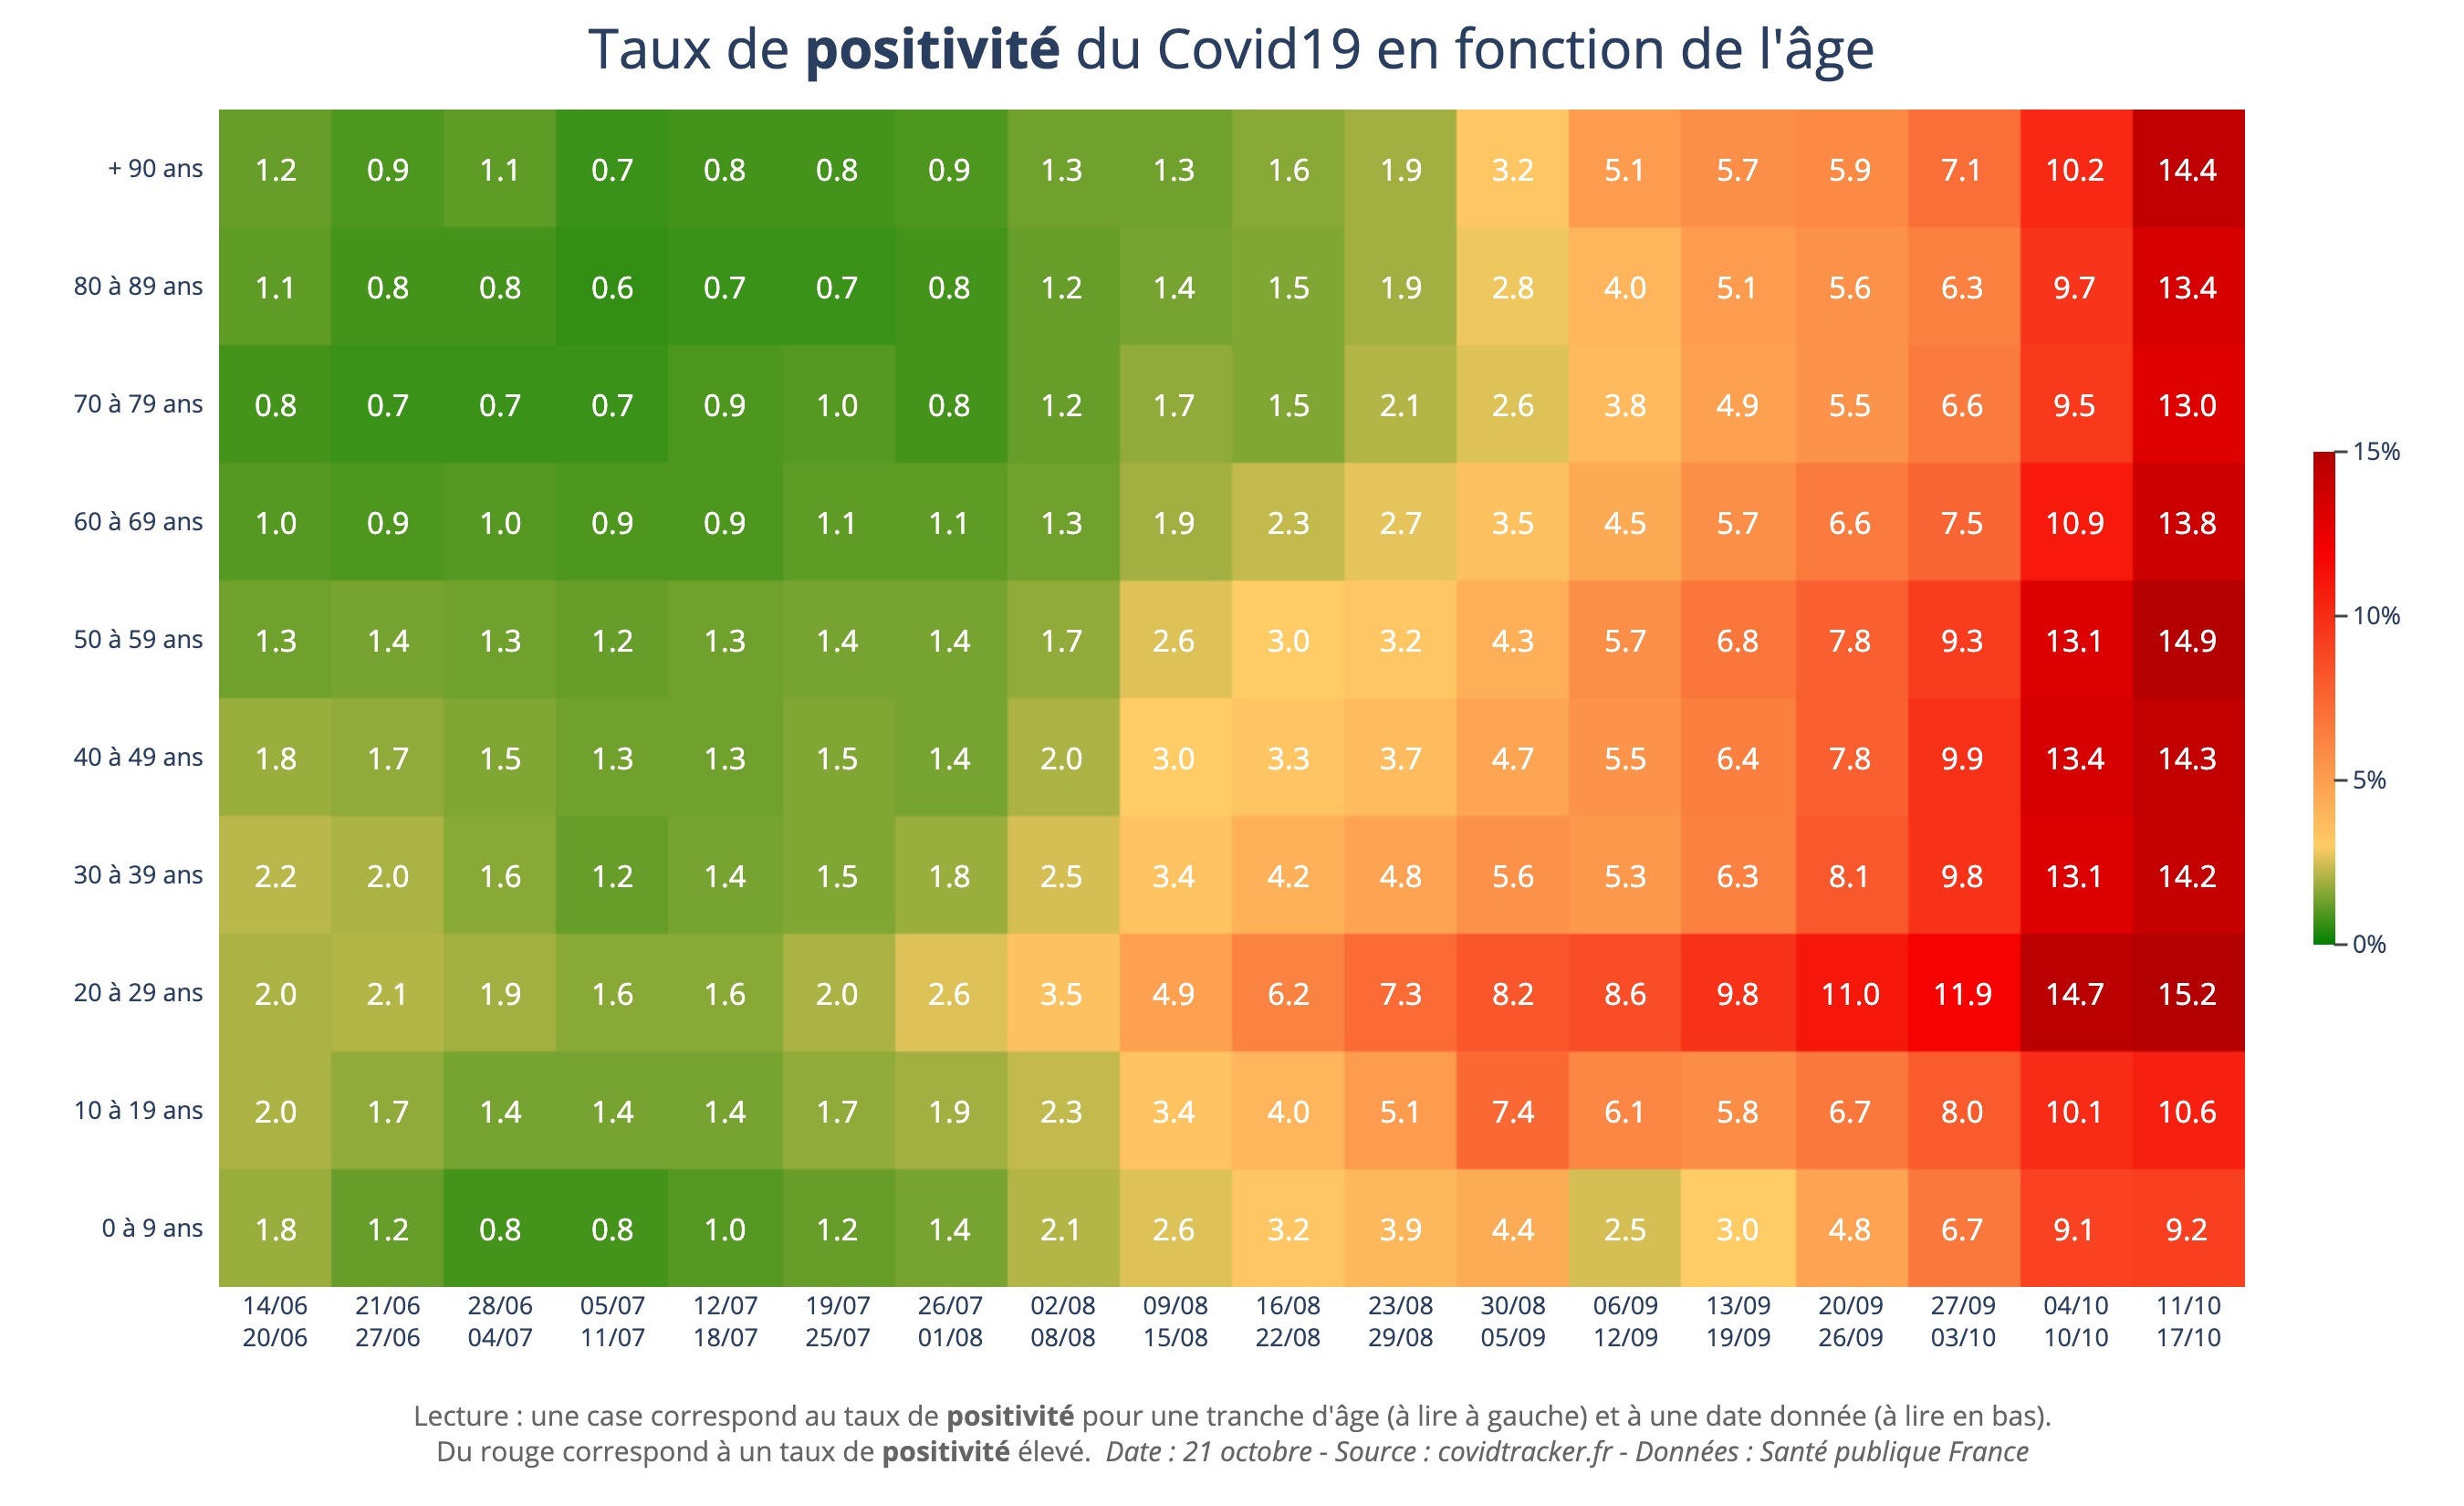 Taux de positivité du Covid19 en fonction de l'âge
+ 90 ans 1.2 0.9 1.1 0.7 0.8 0.8 0.9 1.3 1.3 1.6 1.9 3.2 5.1 5.7 5.9 7.1 10.2 14.4
80 à 89 ans 1.1 0.8 0.8 0.6 0.7 0.7 0.8 1.2 1.4 1.5 1.9 2.8 4.0 5.1 5.6 6.3 9.7 13.4
70 à 79 ans 0.8 0.7 0.7 0.7 0.9 1.0 0.8 1.2 1.7 1.5 2.1 2.6 3.8 4.9 5.5 6.6 9.5 13.0
60 à 69 ans 1.0 0.9 1.0 0.9 0.9 1.1 1.1 1.3 1.9 2.3 2.7 3.5 4.5 5.7 6.6 7.5 10.9 13.8
50 à 59 ans 1.3 1.4 1.3 1.2 1.3 1.4 1.4 1.7 2.6 3.0 3.2 4.3 5.7 6.8 7.8 9.3 13.1 14.9
40 à 49 ans 1.8 1.7 1.5 1.3 1.3 1.5 1.4 2.0 3.0 3.3 3.7 4.7 5.5 6.4 7.8 9.9 13.4 14.3
30 à 39 ans 2.2 2.0 1.6 1.2 1.4 1.5 1.8 2.5 3.4 4.2 4.8 5.6 5.3 6.3 8.1 9.8 13.1 14.2
20 à 29 ans 2.0 2.1 1.9 1.6 1.6 2.0 2.6 3.5 4.9 6.2 7.3 8.2 8.6 9.8 11.0 11.9 14.7 15.2
10 à 19 ans 2.0 1.7 1.4 1.4 1.4 1.7 1.9 2.3 3.4 4.0 5.1 7.4 6.1 5.8 6.7 8.0 10.1 10.6
0 à 9 ans 1.8 1.2 0.8 0.8 1.0 1.2 1.4 2.1 2.6 3.2 3.9 4.4 2.5 3.0 4.8 6.7 9.1 9.2
14/06 21/06 28/06 05/07 12/07 19/07 26/07 02/08 09/08 16/08 23/08 30/08 06/09 13/09 20/09 27/09 04/10 11/10
20/06 27/06 04/07 11/07 18/07 25/07 01/08 08/08 15/08 22/08 29/08 05/09 12/09 19/09 26/09 03/10 10/10 17/10
15%
10%
5%
0%
Lecture : une case correspond au taux de positivité pour une tranche d'âge (à lire à gauche) et à une date donnée (à lire en bas).
Du rouge correspond à un taux de positivité élevé. Date : 21 octobre - Source : covidtracker.fr - Données : Santé publique France